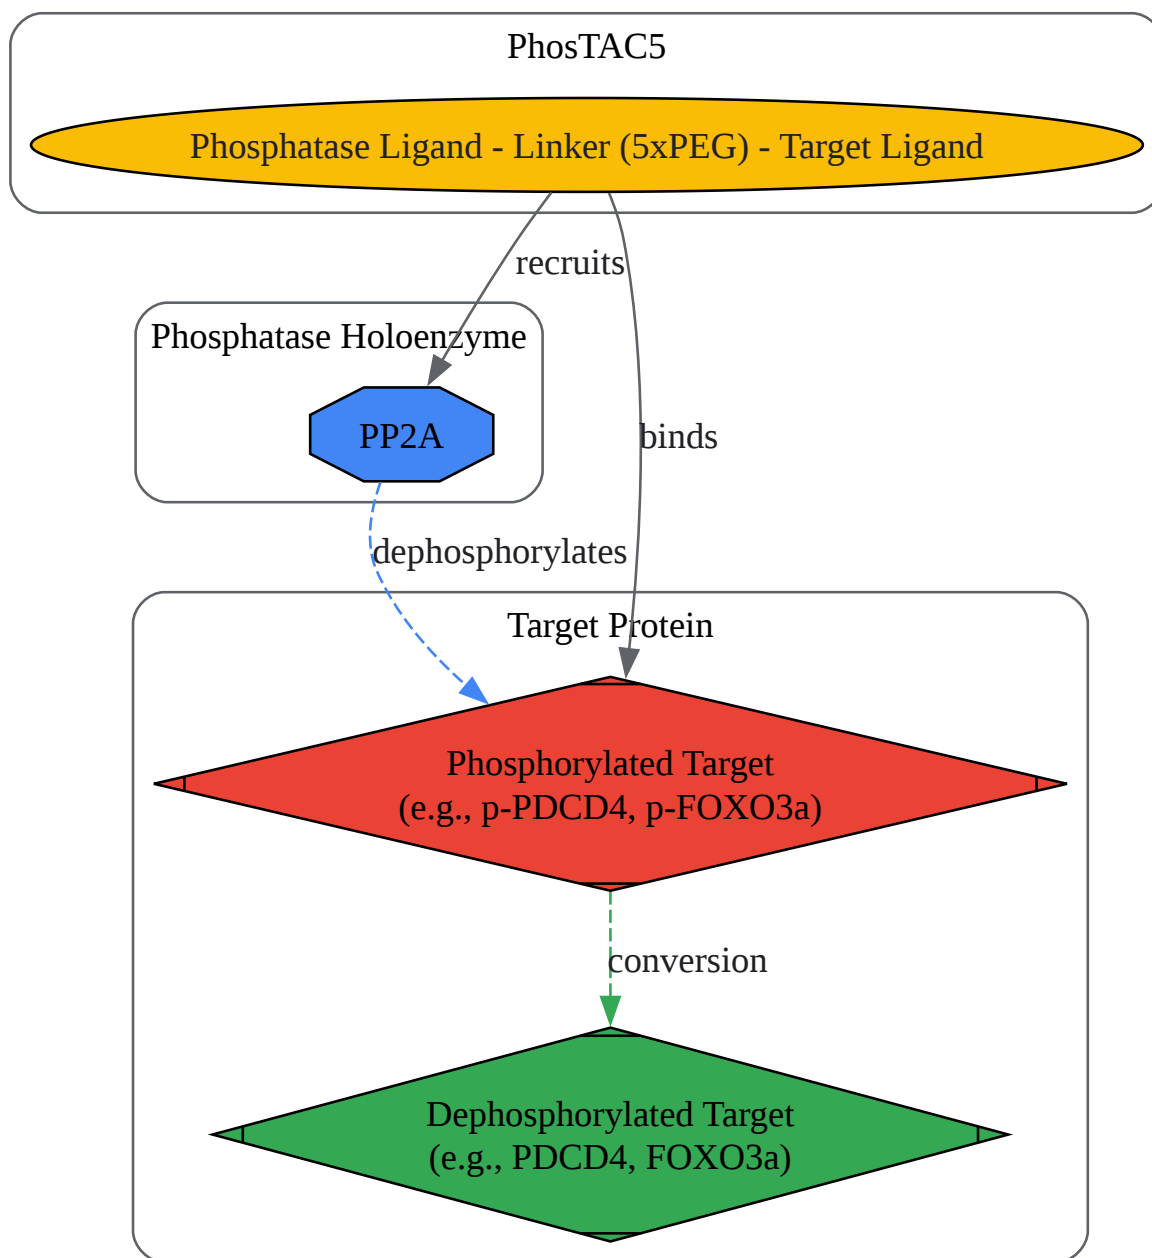 PhosTAC5
Phosphatase Ligand - Linker (5xPEG) - Target Ligand
recruits
Phosphatase Holoenzyme
PP2A
binds
dephosphorylates
Target Protein
Phosphorylated Target
(e.g., p-PDCD4, p-FOXO3a)
conversion
Dephosphorylated Target
(e.g., PDCD4, FOXO3a)